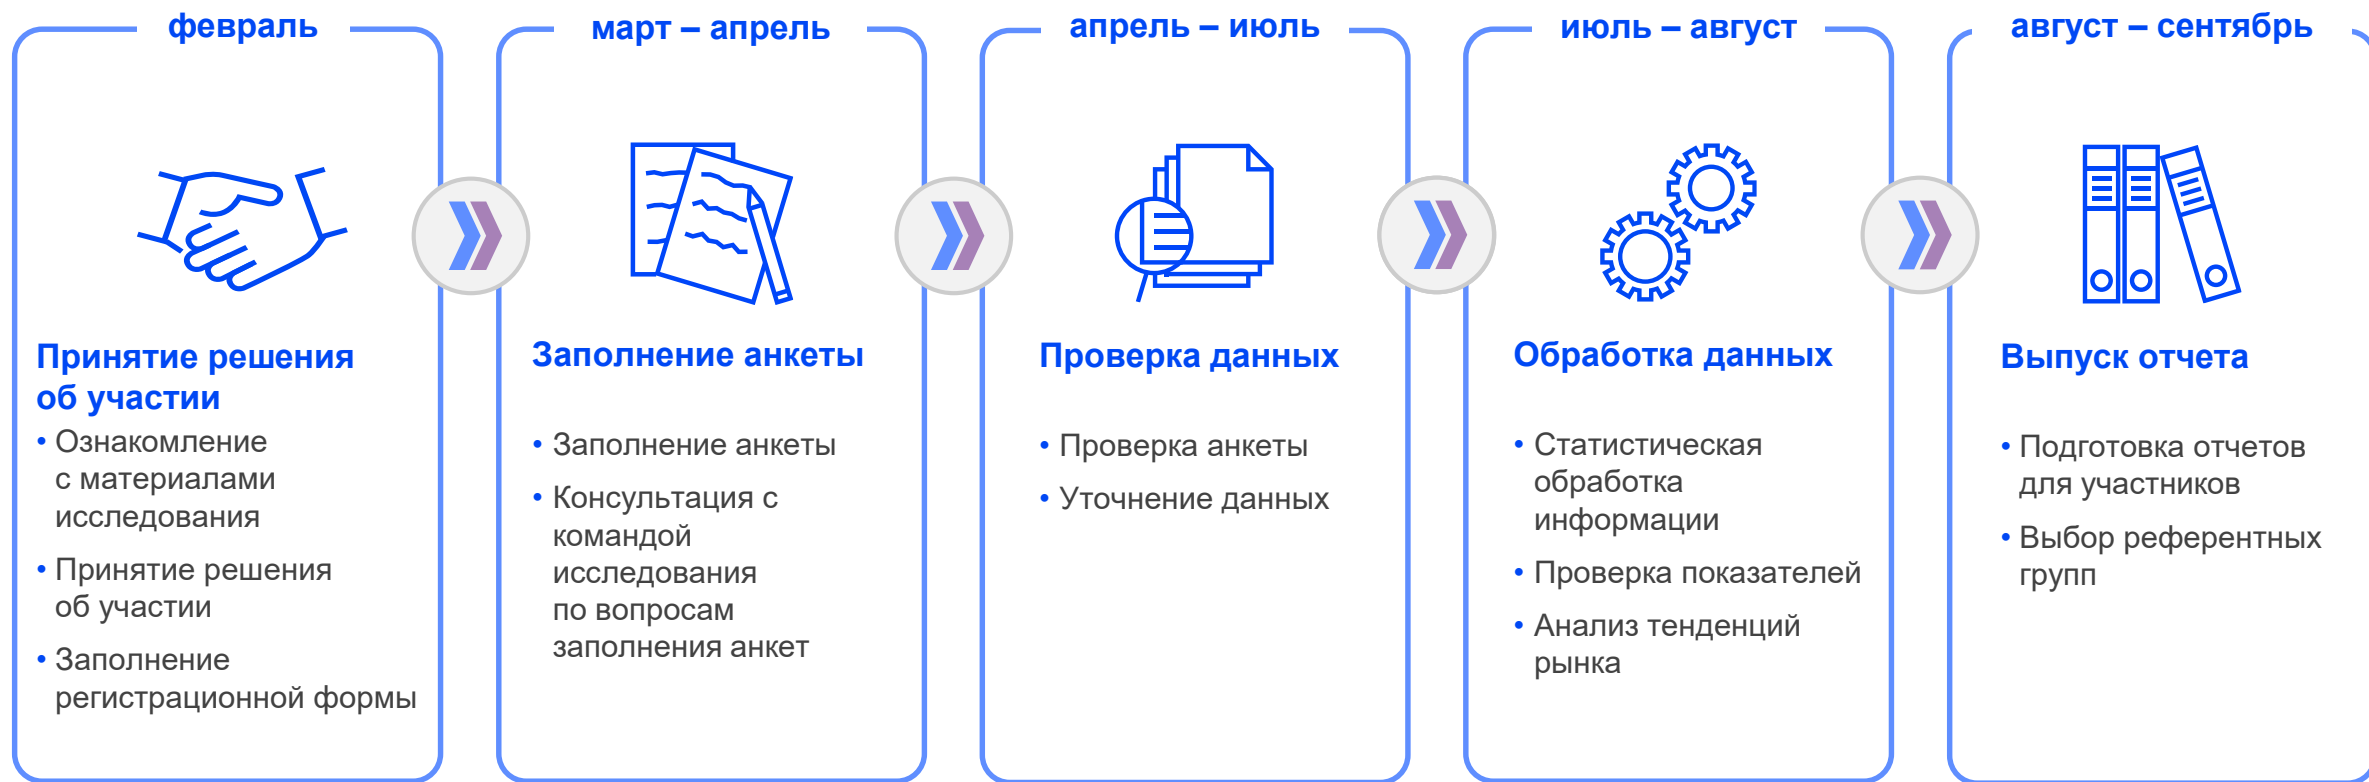 февраль
Принятие решения
об участии
• Ознакомление
с материалами
исследования
• Принятие решения
об участии
• Заполнение
регистрационной формы
март – апрель
Заполнение анкеты
• Заполнение анкеты
• Консультация с
командой
исследования
по вопросам
заполнения анкет
апрель – июль
Проверка данных
• Проверка анкеты
• Уточнение данных
июль – август
Обработка данных
• Статистическая
обработка
информации
• Проверка показателей
• Анализ тенденций
рынка
август – сентябрь
Выпуск отчета
• Подготовка отчетов
для участников
• Выбор референтных
групп